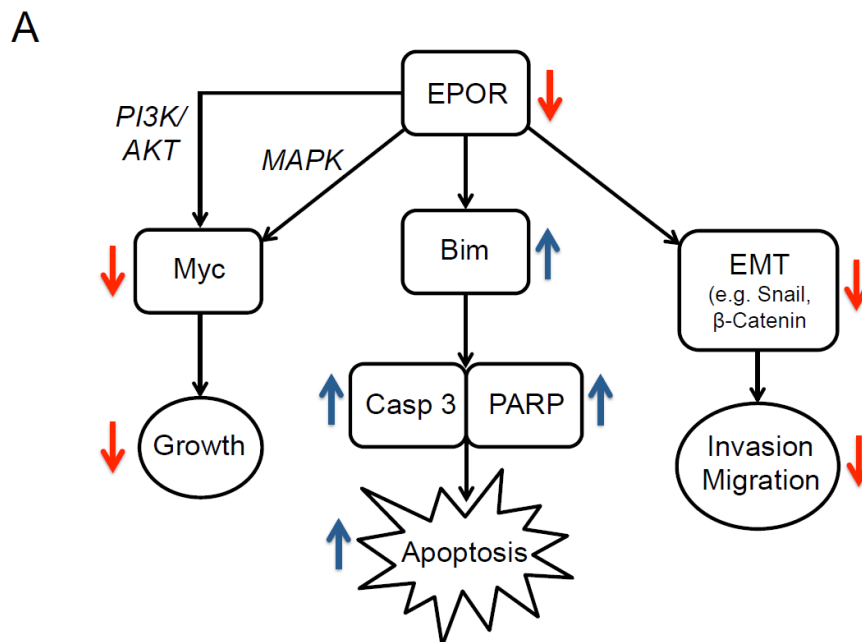 A
EPOR
PI3K/
AKT
MAPK
Myc
Bim
EMT
(e.g. Snail,
β-Catenin
Casp 3
PARP
Growth
Invasion
Migration
Apoptosis